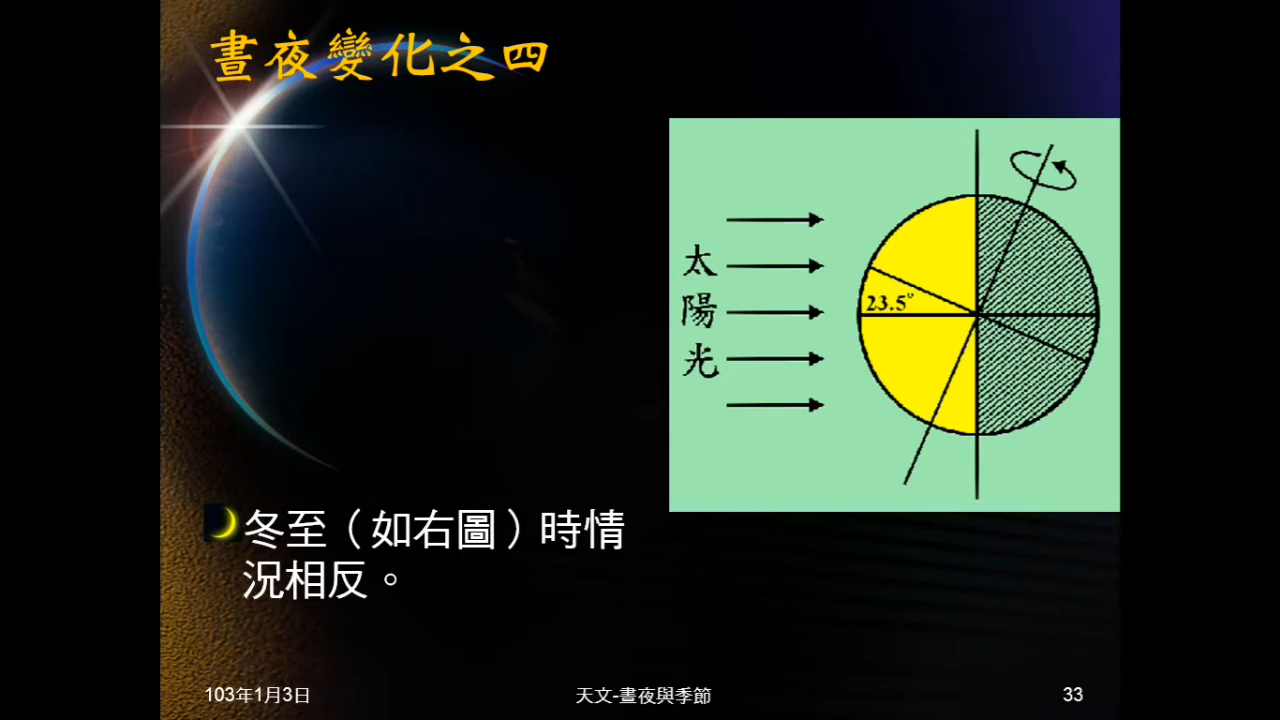 晝夜變化之四
太
陽
光
23.5°
冬至（如右圖）時情
況相反。
103年1月3日
天文-晝夜與季節
33